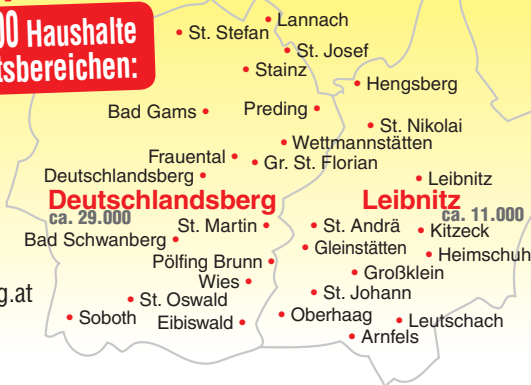 00 Haushalte
tsbereichen:
Lannach
St. Stefan
St. Josef
Stainz
Hengsberg
Bad Gams
Preding
St. Nikolai
Wettmannstätten
Frauental
Gr. St. Florian
Deutschlandsberg
Leibnitz
Deutschlandsberg
Leibnitz
ca. 29.000
ca. 11.000
St. Martin
St. Andrä
Kitzeck
Bad Schwanberg
Gleinstätten
Heimschuh
Pölfing Brunn
Großklein
Wies
g.at
St. Oswald
St. Johann
Soboth
Eibiswald
Oberhaag
Leutschach
Arnfels